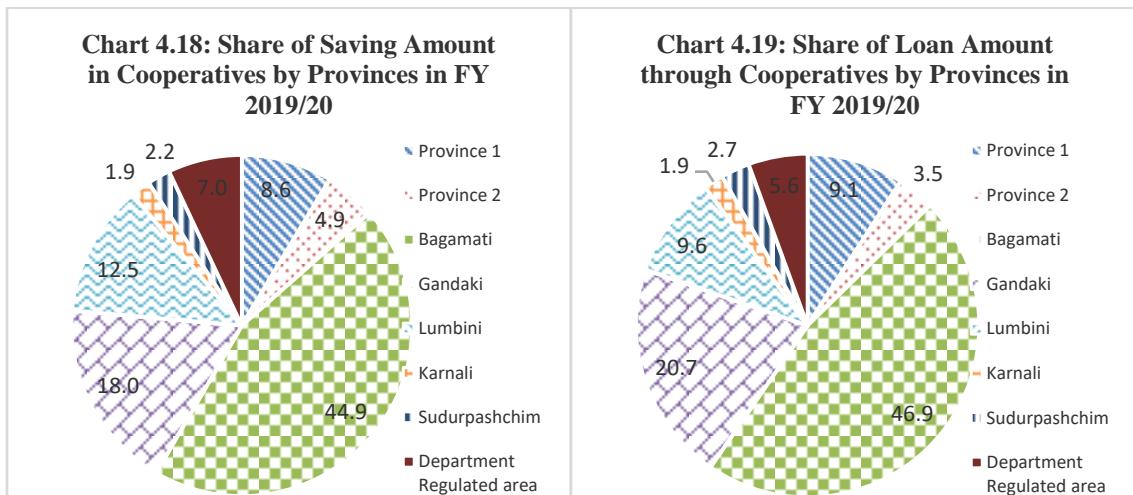 Chart 4.18: Share of Saving Amount
in Cooperatives by Provinces in FY
2019/20
2.2
1.9
7.0
8.6
4.9
12.5
18.0
44.9
Province 1
Province 2
Bagamati
Gandaki
Lumbini
Karnali
Sudurpashchim
Department
Regulated area
Chart 4.19: Share of Loan Amount
through Cooperatives by Provinces in
FY 2019/20
2.7
1.9
5.6
9.1
3.5
9.6
20.7
46.9
Province 1
Province 2
Bagamati
Gandaki
Lumbini
Karnali
Sudurpashchim
Department
Regulated area